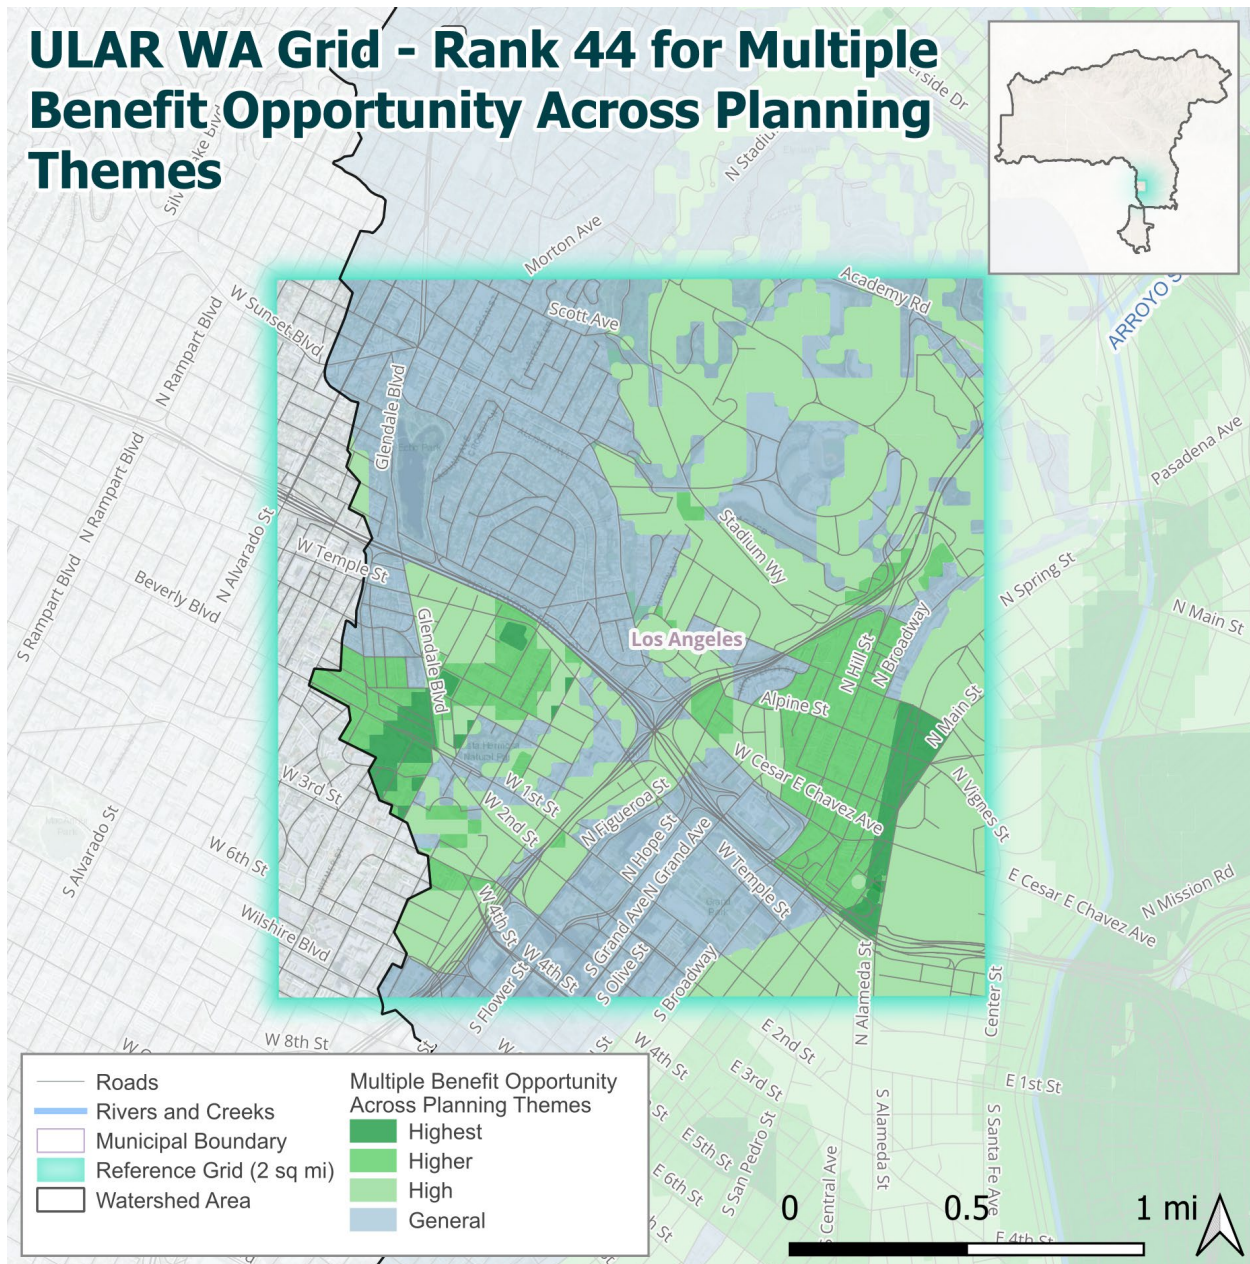 ULAR WA Grid - Rank 44 for Multiple
Benefit Opportunity Across Planning
Themes
N Stadiu
Morton Ave
Academy Rd
ARROYO S
Scott Ave
W Sunset Blvd
N Rampart Blvd
Glendale Blvd
Pasadena Ave
N Rampart Blvd
N Alvarado St
Stadium Wy
W Temple St
S Rampart Blvd
Beverly Blvd
N Spring St
N Main St
Glendale Blvd
Los Angeles
N Hill St
N Broadway
Alpine St
N Main St
W Cesar E Chavez Ave
W 3rd St
W 1st St
W 2nd St
N Figueroa St
N Vignes St
S Alvarado St
W 6th St
N Hope St
N Grand Ave
W Temple St
E Cesar E Chavez Ave
N Mission Rd
Wilshire Blvd
W 4th St
W 4th St
S Grand Ave
S Olive St
S Flower St
S Broadway
N Alameda St
Center St
W 8th St
E 2nd St
W 4th St
E 3rd St
E 1st St
E 5th St
S San Pedro St
S Alameda St
S Santa Fe Ave
E 6th St
S Central Ave
E 4th St
Roads
Rivers and Creeks
Municipal Boundary
Reference Grid (2 sq mi)
Watershed Area
Multiple Benefit Opportunity
Across Planning Themes
Highest
Higher
High
General
0 0.5 1 mi